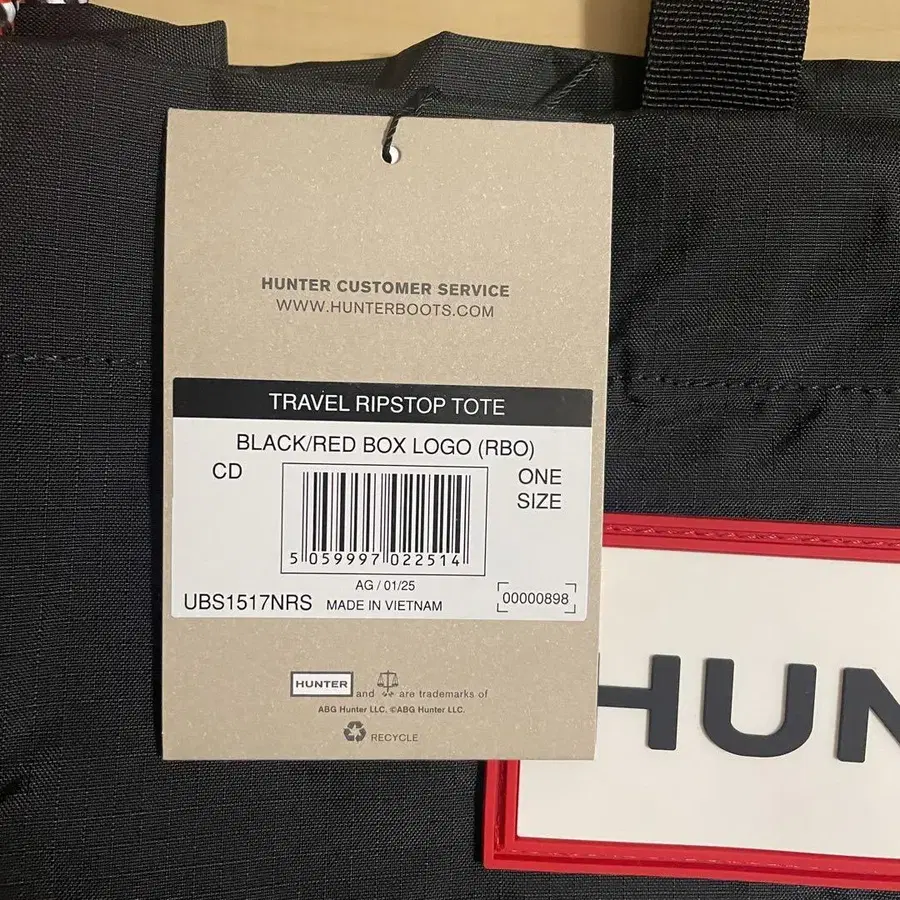 HUNTER CUSTOMER SERVICE
WWW.HUNTERBOOTS.COM
TRAVEL RIPSTOP TOTE
BLACK/RED BOX LOGO (RBO)
CD
ONE
SIZE
5 059997 022514
AG / 01/25
UBS1517NRS MADE IN VIETNAM
00000898
HUNTER and are trademarks of
ABG Hunter LLC. ©ABG Hunter LLC.
RECYCLE
HUN